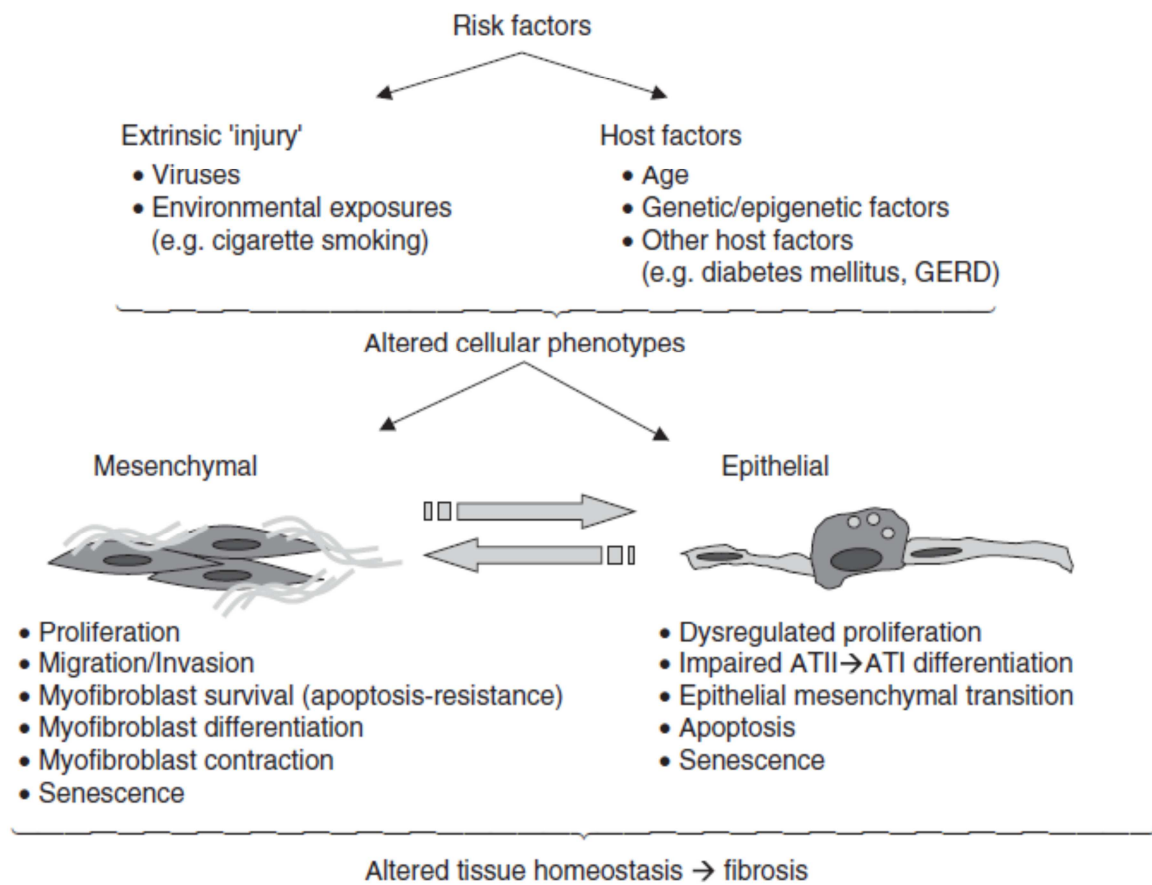 Risk factors
Extrinsic 'injury'
• Viruses
• Environmental exposures
(e.g. cigarette smoking)
Host factors
• Age
• Genetic/epigenetic factors
• Other host factors
(e.g. diabetes mellitus, GERD)
Altered cellular phenotypes
Mesenchymal
• Proliferation
• Migration/Invasion
• Myofibroblast survival (apoptosis-resistance)
• Myofibroblast differentiation
• Myofibroblast contraction
• Senescence
Epithelial
• Dysregulated proliferation
• Impaired ATII→ATI differentiation
• Epithelial mesenchymal transition
• Apoptosis
• Senescence
Altered tissue homeostasis → fibrosis